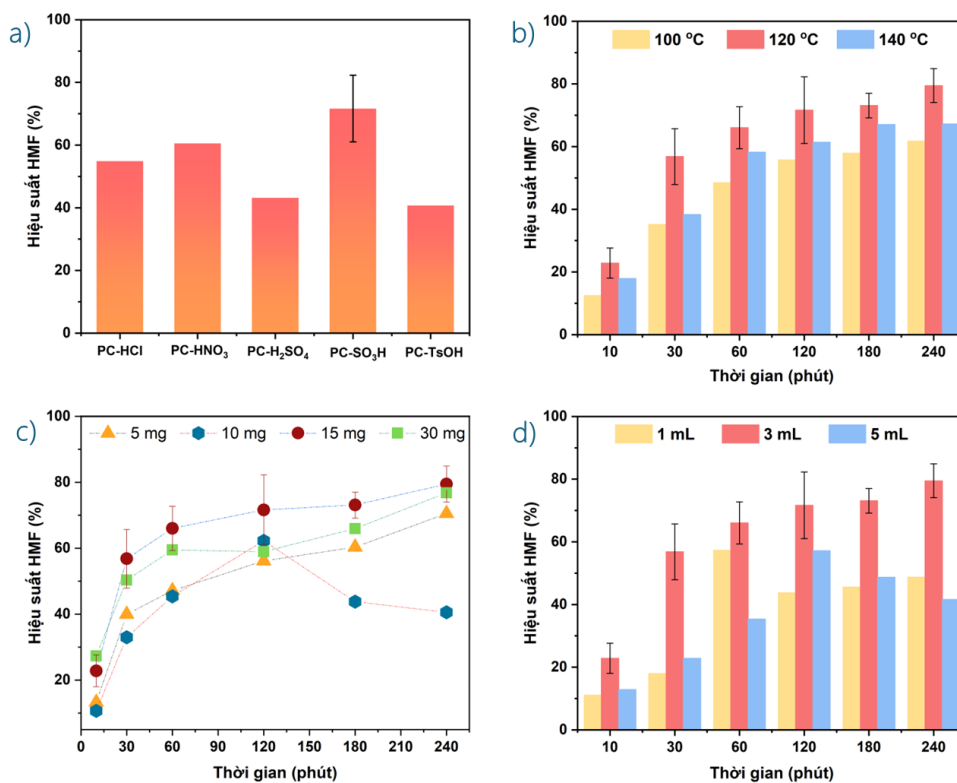 a)
Hiệu suất HMF (%)
100
80
60
40
20
0
PC-HCl PC-HNO₃ PC-H₂SO₄ PC-SO₃H PC-TsOH
b)
100 °C 120 °C 140 °C
Hiệu suất HMF (%)
100
80
60
40
20
0
10 30 60 120 180 240
Thời gian (phút)
c)
5 mg 10 mg 15 mg 30 mg
Hiệu suất HMF (%)
100
80
60
40
20
0 30 60 90 120 150 180 210 240
Thời gian (phút)
d)
1 mL 3 mL 5 mL
Hiệu suất HMF (%)
100
80
60
40
20
0
10 30 60 120 180 240
Thời gian (phút)